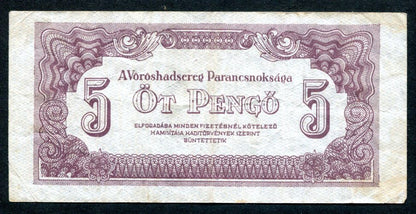 A Vöröshadsereg Parancsnoksága
5 ÖT PENGŐ 5
ELFOGADÁSA MINDEN FIZETÉSNÉL KÖTELEZŐ
HAMISITÁSA HADITÖRVÉNYEK SZERINT
BÜNTETTETIK